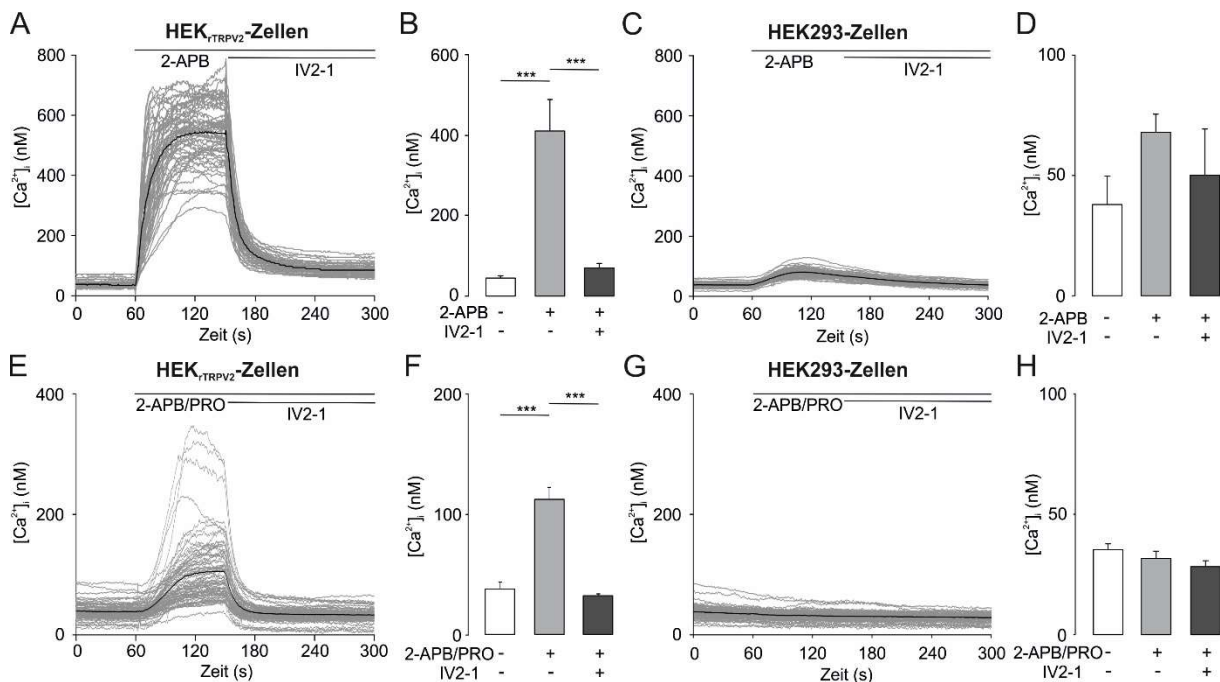 A
HEKrTRPV2-Zellen
2-APB
IV2-1
[Ca²⁺]i (nM)
800
600
400
200
0
0 60 120 180 240 300
Zeit (s)
B
*** ***
[Ca²⁺]i (nM)
600
400
200
0
2-APB - + +
IV2-1 - - +
C
HEK293-Zellen
2-APB
IV2-1
[Ca²⁺]i (nM)
800
600
400
200
0
0 60 120 180 240 300
Zeit (s)
D
[Ca²⁺]i (nM)
100
50
0
2-APB - + +
IV2-1 - - +
E
HEKrTRPV2-Zellen
2-APB/PRO
IV2-1
[Ca²⁺]i (nM)
400
200
0
0 60 120 180 240 300
Zeit (s)
F
*** ***
[Ca²⁺]i (nM)
200
100
0
2-APB/PRO - + +
IV2-1 - - +
G
HEK293-Zellen
2-APB/PRO
IV2-1
[Ca²⁺]i (nM)
400
200
0
0 60 120 180 240 300
Zeit (s)
H
[Ca²⁺]i (nM)
100
50
0
2-APB/PRO - + +
IV2-1 - - +